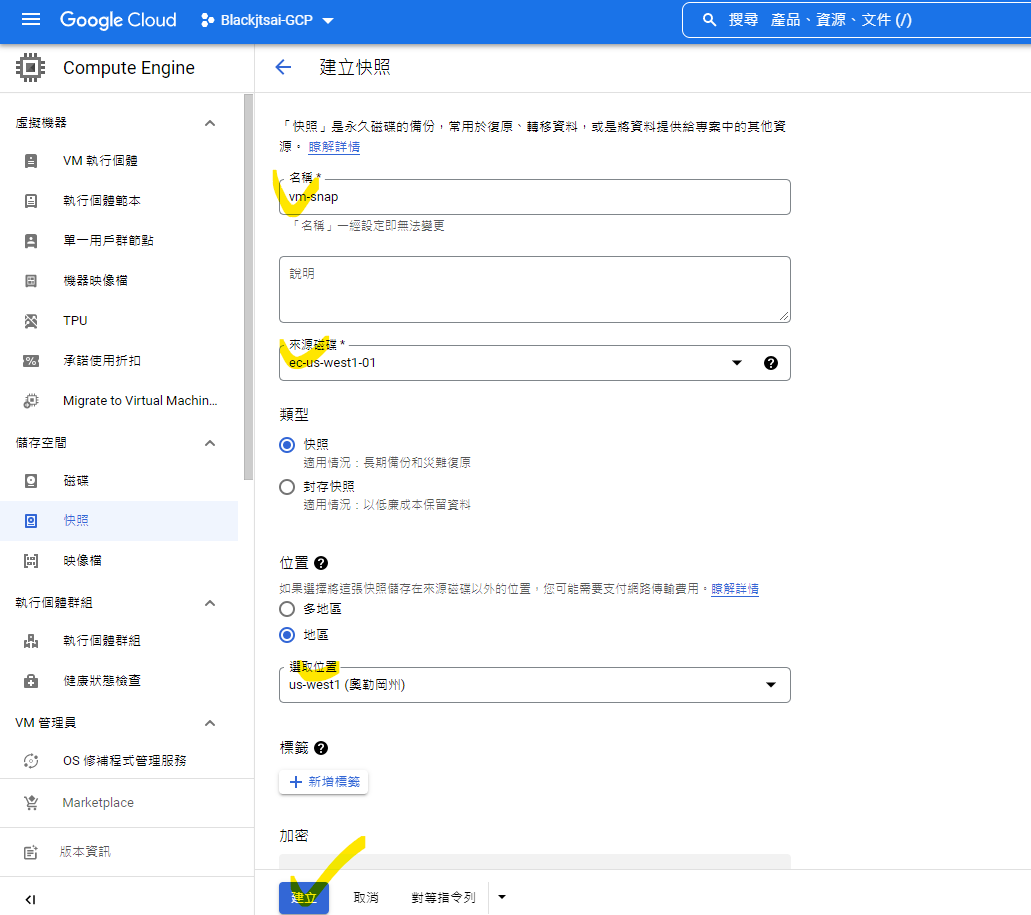 Google Cloud
Blackjtsai-GCP
搜尋 產品、資源、文件 (/)
Compute Engine
建立快照
虛擬機器
VM 執行個體
執行個體範本
單一用戶群節點
機器映像檔
TPU
承諾使用折扣
Migrate to Virtual Machin...
儲存空間
磁碟
快照
映像檔
執行個體群組
執行個體群組
健康狀態檢查
VM 管理員
OS 修補程式管理服務
Marketplace
版本資訊
「快照」是永久磁碟的備份，常用於復原、轉移資料，或是將資料提供給專案中的其他資
源。 瞭解詳情
名稱 *
vm-snap
「名稱」一經設定即無法變更
說明
來源磁碟 *
ec-us-west1-01
類型
快照
適用情況：長期備份和災難復原
封存快照
適用情況：以低廉成本保留資料
位置
如果選擇將這張快照儲存在來源磁碟以外的位置，您可能需要支付網路傳輸費用。瞭解詳情
多地區
地區
選取位置
us-west1 (奧勒岡州)
標籤
新增標籤
加密
建立
取消
對等指令列